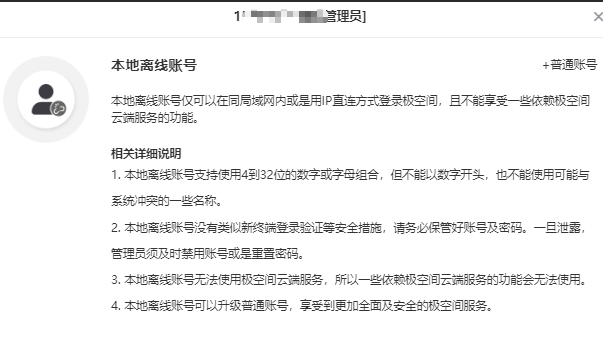 管理员]
本地离线账号
+普通账号
本地离线账号仅可以在同局域网内或是用IP直连方式登录极空间，且不能享受一些依赖极空间
云端服务的功能。
相关详细说明
1. 本地离线账号支持使用4到32位的数字或字母组合，但不能以数字开头，也不能使用可能与
系统冲突的一些名称。
2. 本地离线账号没有类似新终端登录验证等安全措施，请务必保管好账号及密码。一旦泄露，
管理员须及时禁用账号或是重置密码。
3. 本地离线账号无法使用极空间云端服务，所以一些依赖极空间云端服务的功能会无法使用。
4. 本地离线账号可以升级普通账号，享受到更加全面及安全的极空间服务。